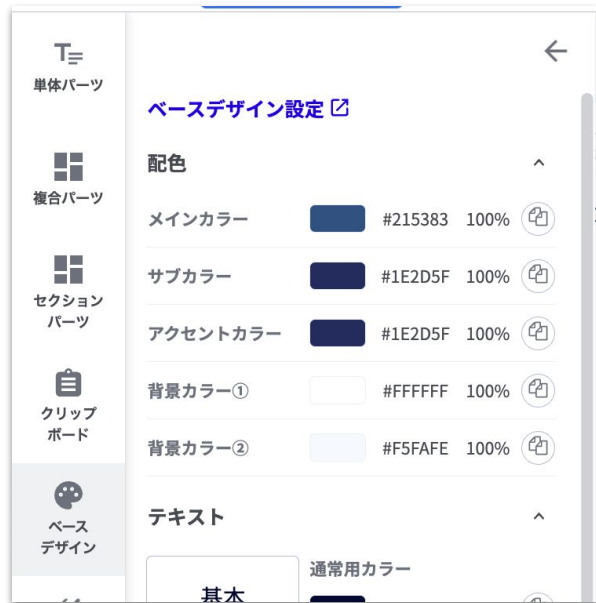 単体パーツ
複合パーツ
セクション
パーツ
クリップ
ボード
ベース
デザイン
ベースデザイン設定
配色
メインカラー #215383 100%
サブカラー #1E2D5F 100%
アクセントカラー #1E2D5F 100%
背景カラー① #FFFFFF 100%
背景カラー② #F5FAFE 100%
テキスト
通常用カラー
基本